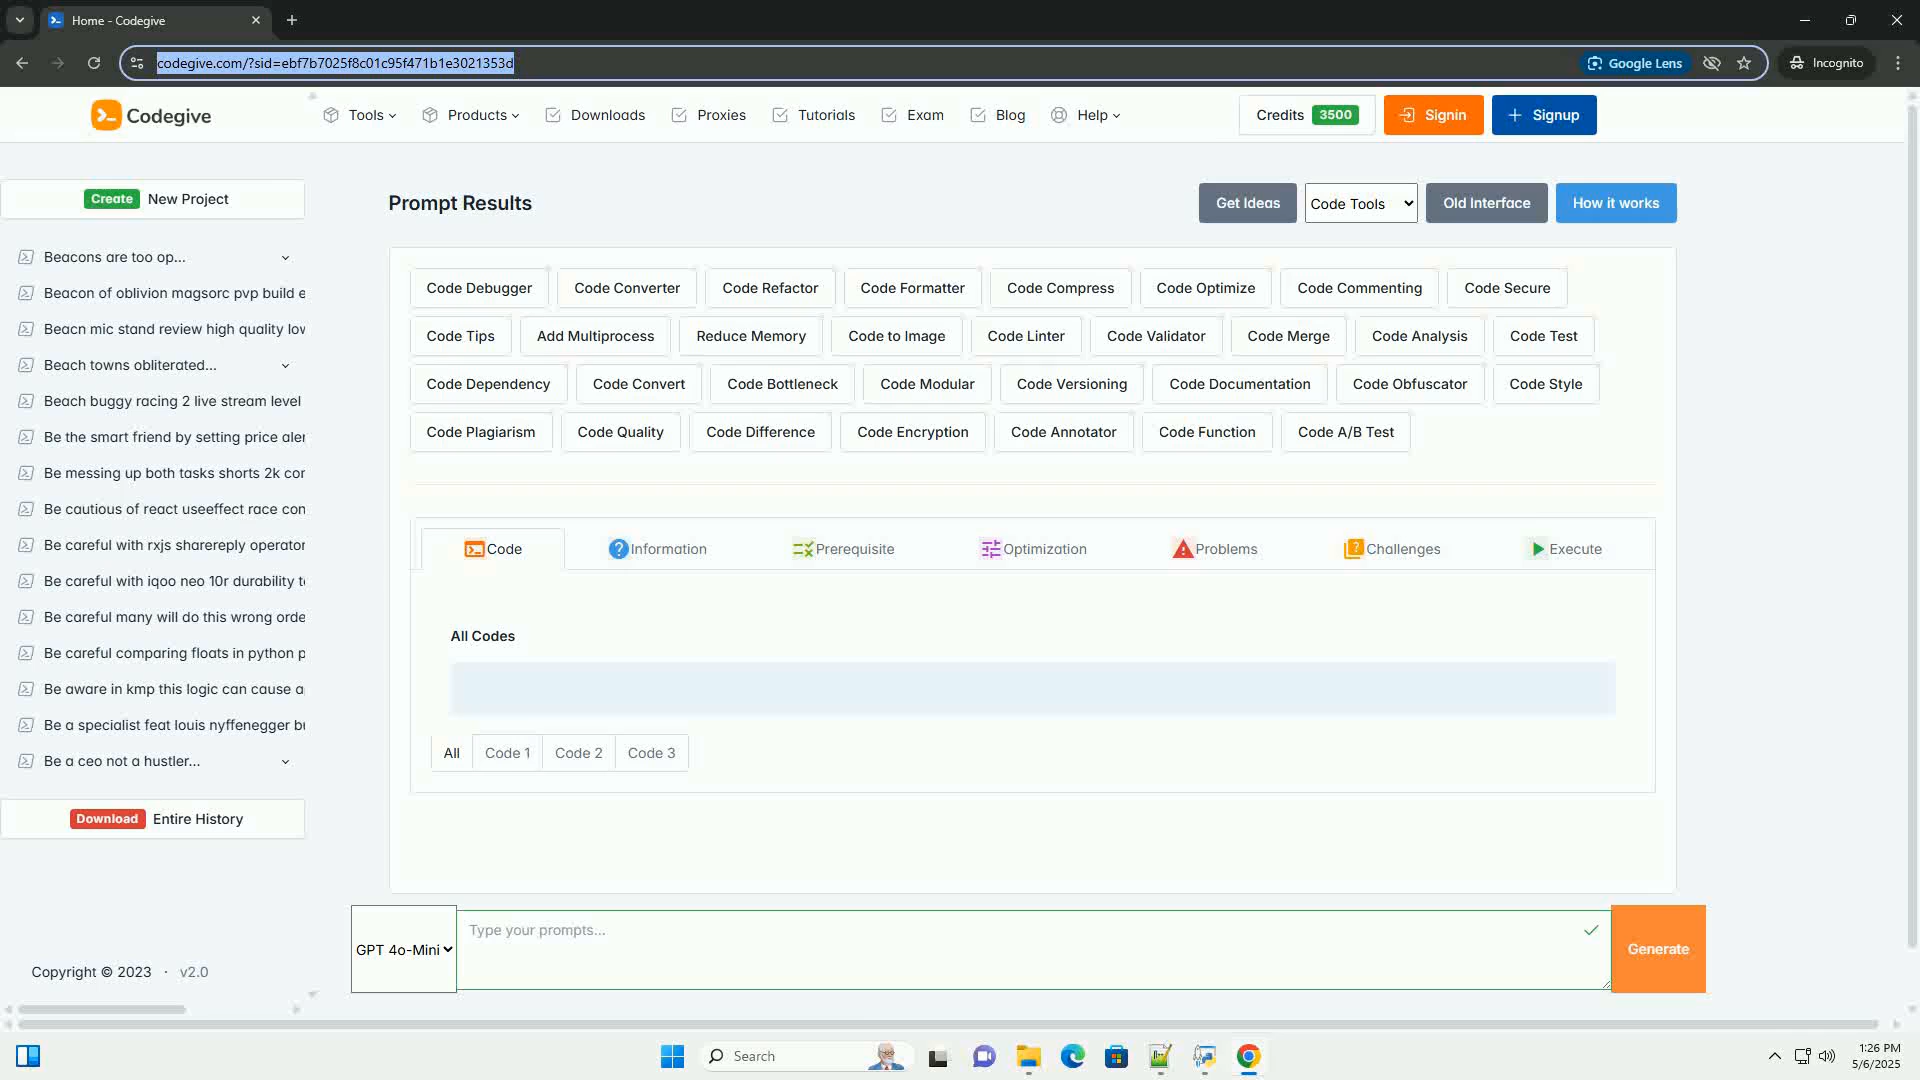 Home - Codegive
codegive.com/?sid=ebf7b7025f8c01c95f471b1e3021353d
Google Lens
Incognito
Codegive
Tools
Products
Downloads
Proxies
Tutorials
Exam
Blog
Help
Credits 3500
Signin
Signup
Create New Project
Beacons are too op...
Beacon of oblivion magsorc pvp build e
Beacn mic stand review high quality lov
Beach towns obliterated...
Beach buggy racing 2 live stream level
Be the smart friend by setting price aler
Be messing up both tasks shorts 2k cor
Be cautious of react useeffect race con
Be careful with rxjs sharereply operator
Be careful with iqoo neo 10r durability t
Be careful many will do this wrong orde
Be careful comparing floats in python p
Be aware in kmp this logic can cause a
Be a specialist feat louis nyffenegger b
Be a ceo not a hustler...
Download Entire History
Copyright © 2023 · v2.0
Prompt Results
Get Ideas
Code Tools
Old Interface
How it works
Code Debugger
Code Converter
Code Refactor
Code Formatter
Code Compress
Code Optimize
Code Commenting
Code Secure
Code Tips
Add Multiprocess
Reduce Memory
Code to Image
Code Linter
Code Validator
Code Merge
Code Analysis
Code Test
Code Dependency
Code Convert
Code Bottleneck
Code Modular
Code Versioning
Code Documentation
Code Obfuscator
Code Style
Code Plagiarism
Code Quality
Code Difference
Code Encryption
Code Annotator
Code Function
Code A/B Test
Code
Information
Prerequisite
Optimization
Problems
Challenges
Execute
All Codes
All
Code 1
Code 2
Code 3
GPT 4o-Mini
Type your prompts...
Generate
Search
1:26 PM
5/6/2025